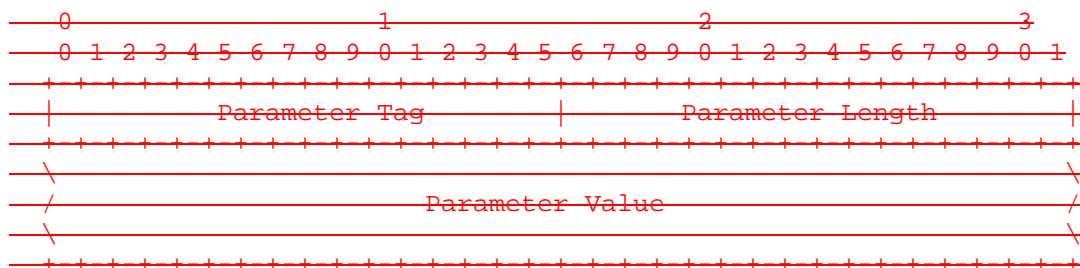 0                   1                   2                   3
0 1 2 3 4 5 6 7 8 9 0 1 2 3 4 5 6 7 8 9 0 1 2 3 4 5 6 7 8 9 0 1
+-+-+-+-+-+-+-+-+-+-+-+-+-+-+-+-+-+-+-+-+-+-+-+-+-+-+-+-+-+-+-+-+
|          Parameter Tag        |       Parameter Length        |
+-+-+-+-+-+-+-+-+-+-+-+-+-+-+-+-+-+-+-+-+-+-+-+-+-+-+-+-+-+-+-+-+
\                                                               \
/                       Parameter Value                         /
\                                                               \
+-+-+-+-+-+-+-+-+-+-+-+-+-+-+-+-+-+-+-+-+-+-+-+-+-+-+-+-+-+-+-+-+